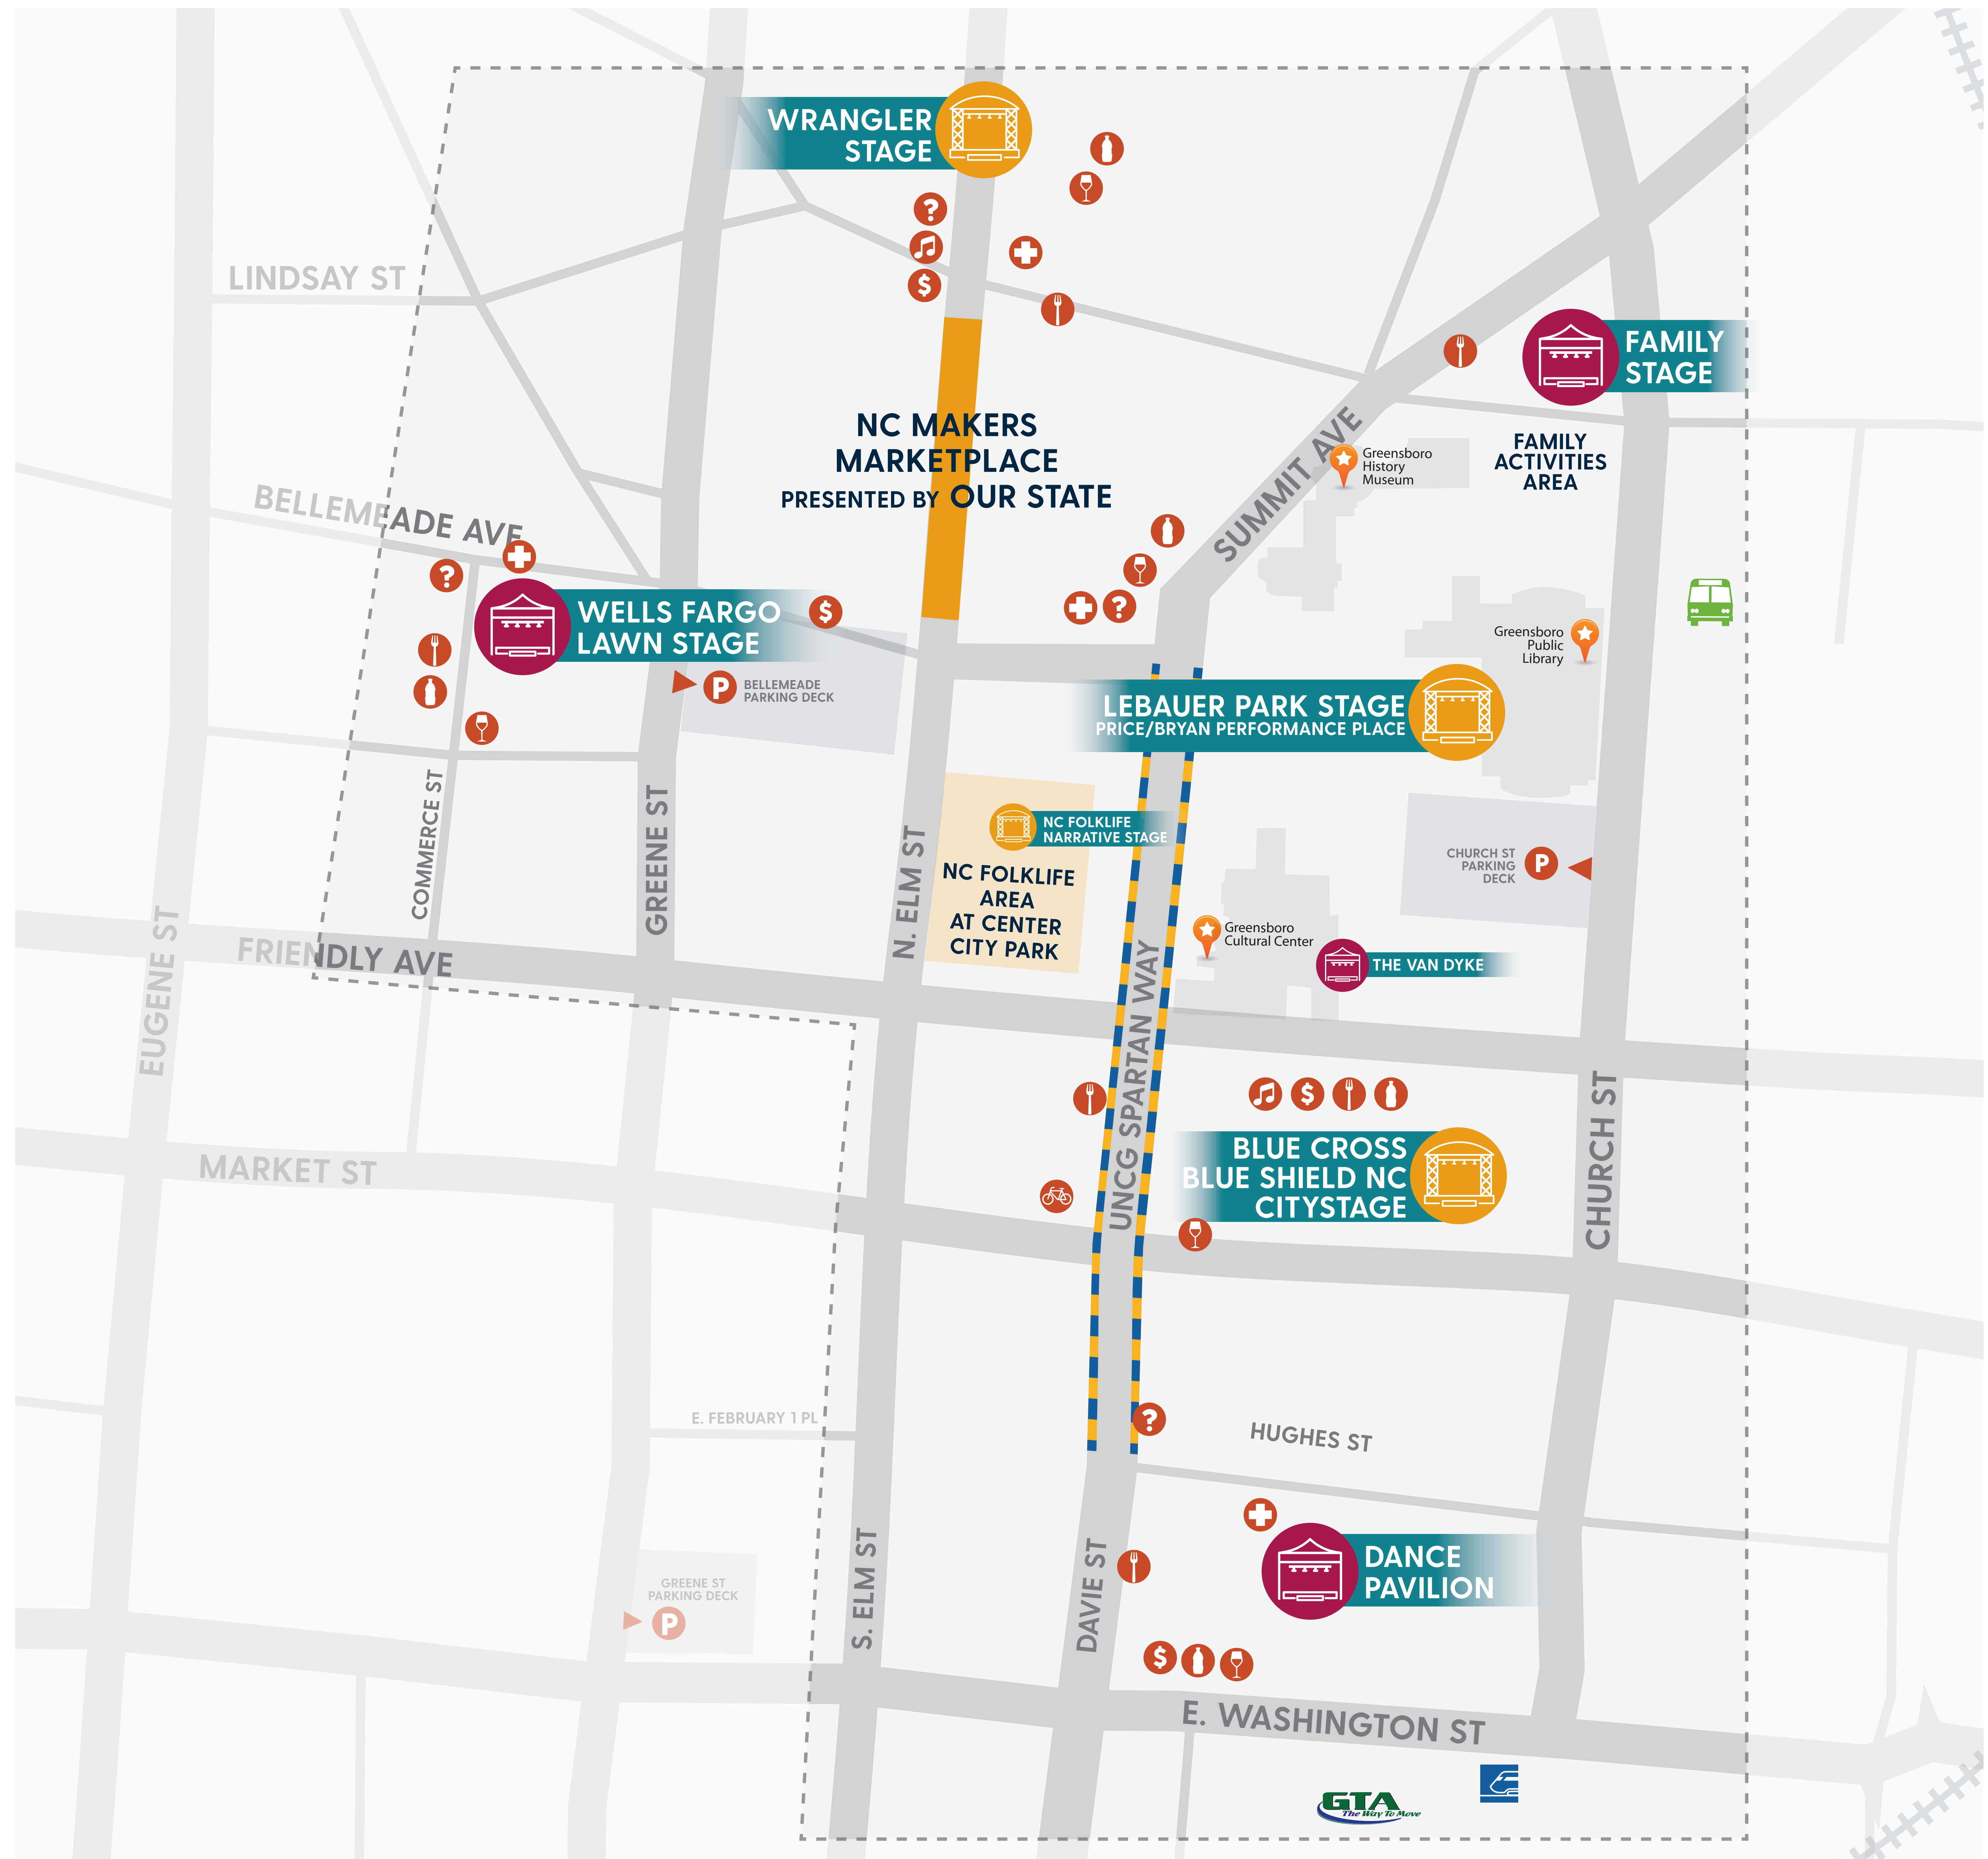 WRANGLER
STAGE
?
$
LINDSAY ST
FAMILY
STAGE
NC MAKERS
MARKETPLACE
PRESENTED BY OUR STATE
SUMMIT AVE
Greensboro
History
Museum
FAMILY
ACTIVITIES
AREA
BELLEMEADE AVE
?
WELLS FARGO
LAWN STAGE
$
?
Greensboro
Public
Library
P
BELLEMEADE
PARKING DECK
LEBAUER PARK STAGE
PRICE/BRYAN PERFORMANCE PLACE
COMMERCE ST
GREENE ST
N. ELM ST
NC FOLKLIFE
NARRATIVE STAGE
NC FOLKLIFE
AREA
AT CENTER
CITY PARK
CHURCH ST
PARKING
DECK
P
Greensboro
Cultural Center
THE VAN DYKE
EUGENE ST
FRIENDLY AVE
UNCG SPARTAN WAY
$
BLUE CROSS
BLUE SHIELD NC
CITYSTAGE
CHURCH ST
MARKET ST
E. FEBRUARY 1 PL
?
HUGHES ST
DANCE
PAVILION
GREENE ST
PARKING DECK
P
S. ELM ST
DAVIE ST
$
E. WASHINGTON ST
GTA
The Way To Move